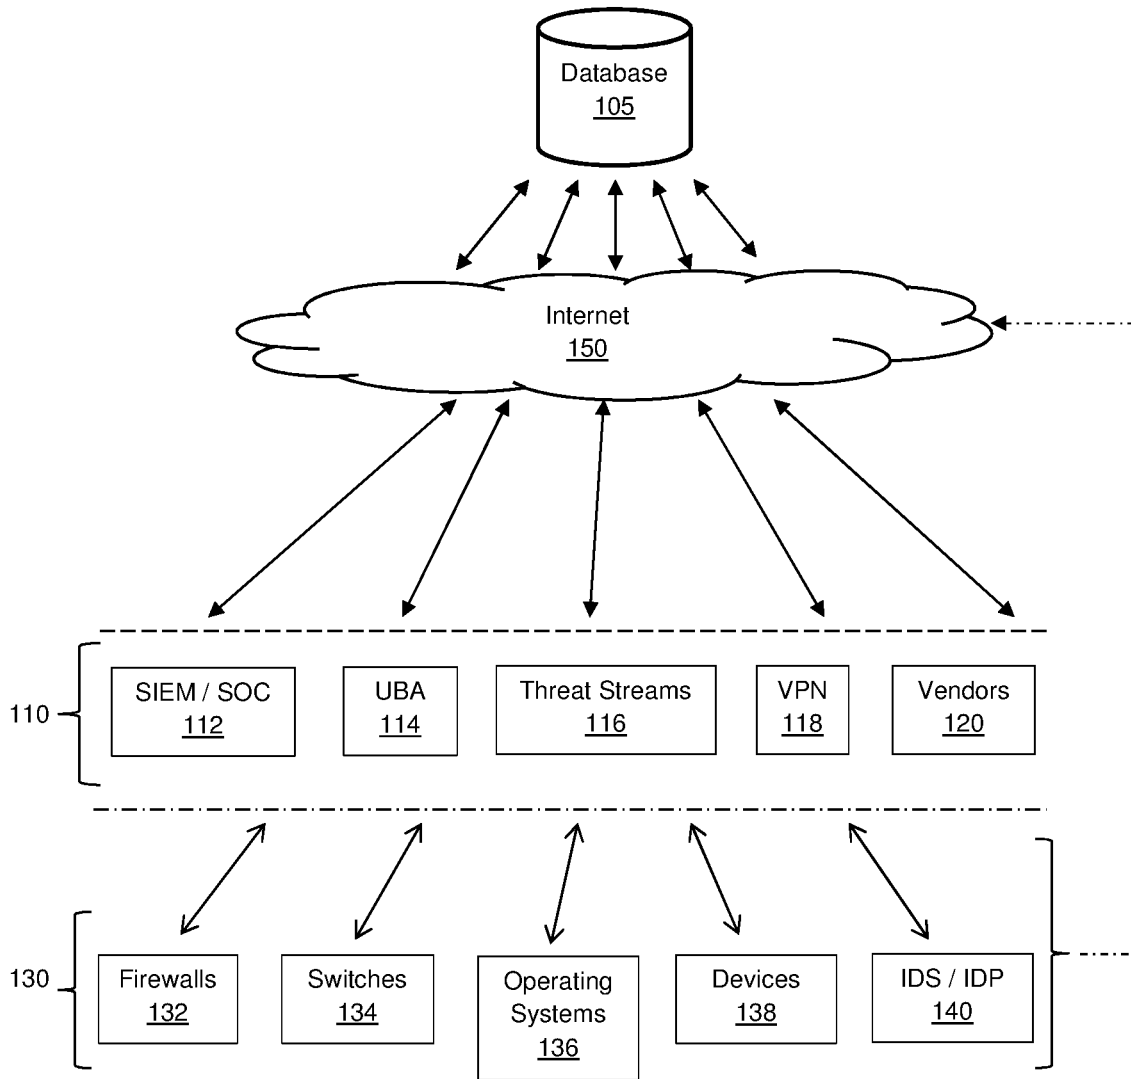 Database
105
Internet
150
110
SIEM / SOC
112
UBA
114
Threat Streams
116
VPN
118
Vendors
120
130
Firewalls
132
Switches
134
Operating
Systems
136
Devices
138
IDS / IDP
140